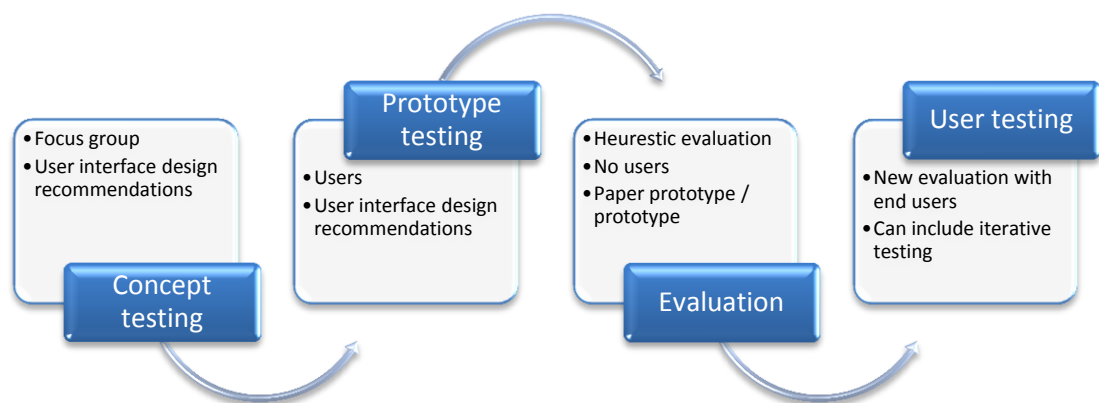 • Focus group
• User interface design
recommendations
Concept
testing
Prototype
testing
• Users
• User interface design
recommendations
• Heurestic evaluation
• No users
• Paper prototype /
prototype
Evaluation
User testing
• New evaluation with
end users
• Can include iterative
testing